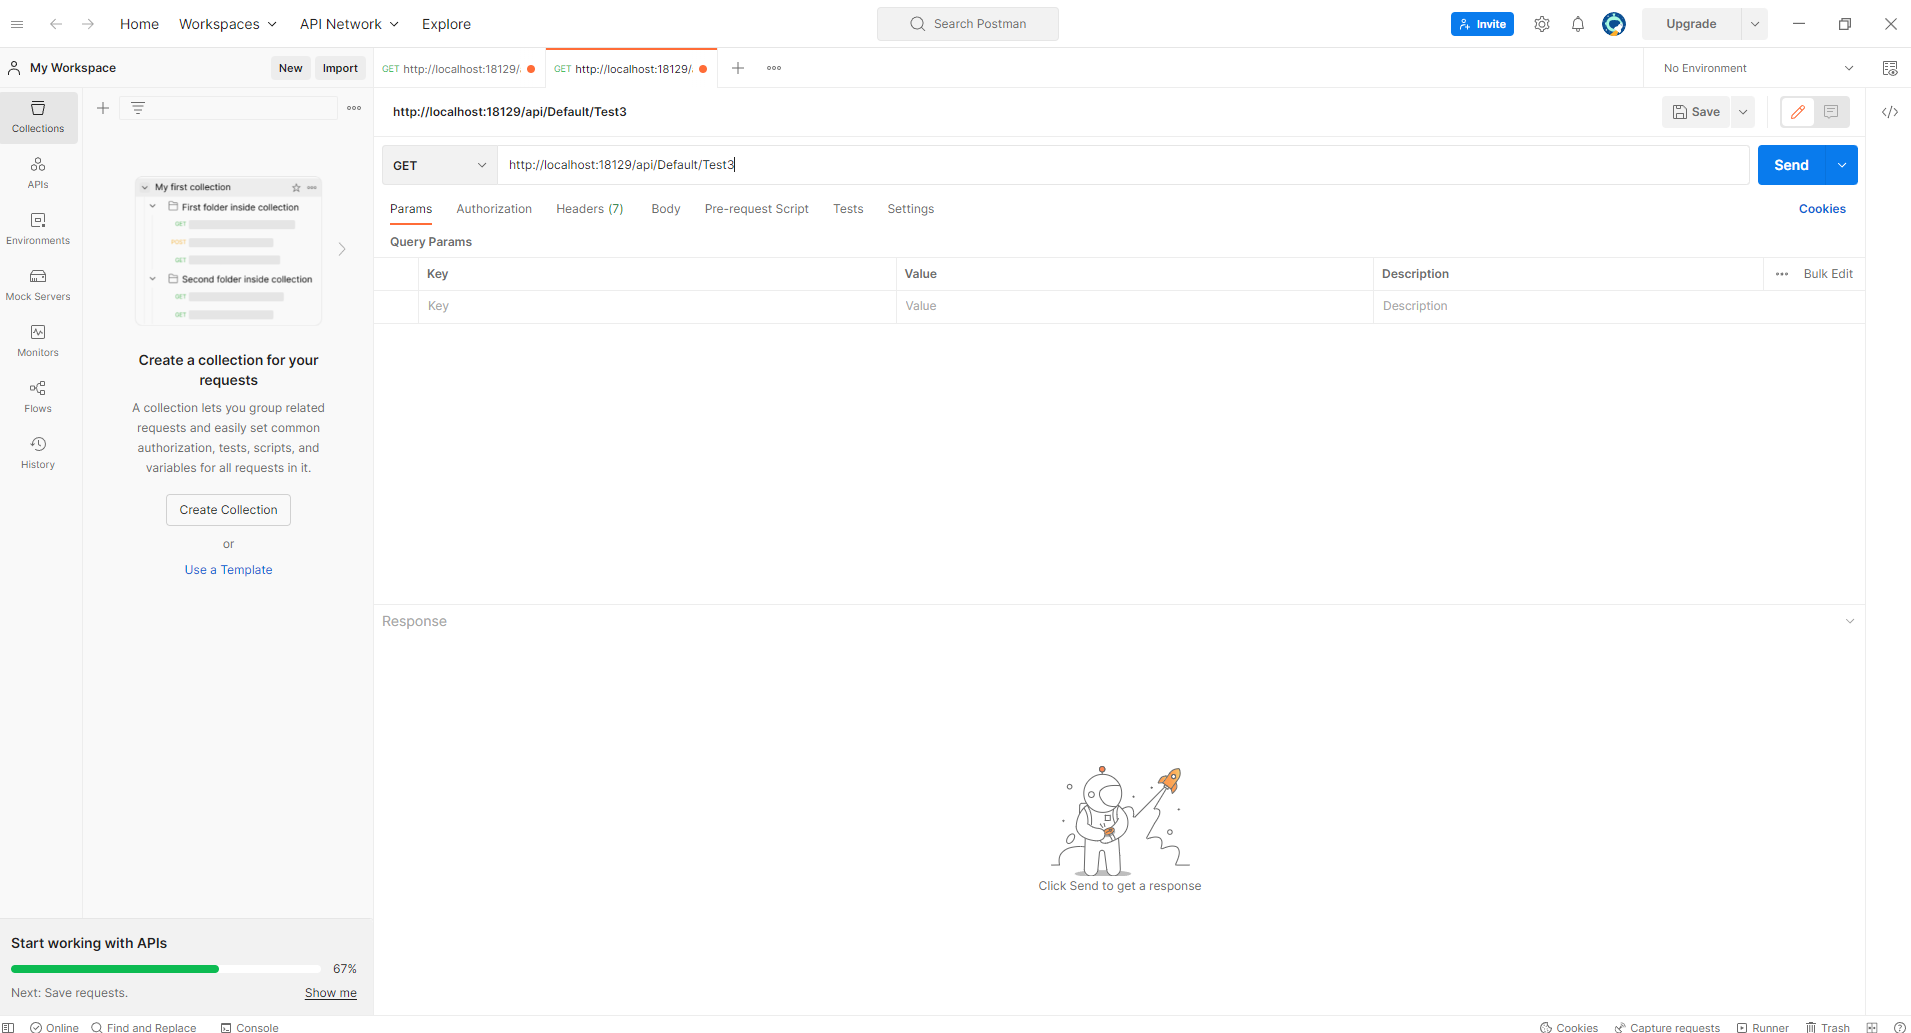 Home Workspaces API Network Explore Search Postman Invite Upgrade
My Workspace New Import GET http://localhost:18129/ GET http://localhost:18129/ No Environment
Collections
APIs
Environments
Mock Servers
Monitors
Flows
History
My first collection
First folder inside collection
GET
POST
GET
Second folder inside collection
GET
GET
Create a collection for your
requests
A collection lets you group related
requests and easily set common
authorization, tests, scripts, and
variables for all requests in it.
Create Collection
or
Use a Template
Start working with APIs
67%
Next: Save requests. Show me
http://localhost:18129/api/Default/Test3 Save
GET http://localhost:18129/api/Default/Test3 Send
Params Authorization Headers (7) Body Pre-request Script Tests Settings Cookies
Query Params
Key Value Description Bulk Edit
Key Value Description
Response
Click Send to get a response
Online Find and Replace Console Cookies Capture requests Runner Trash